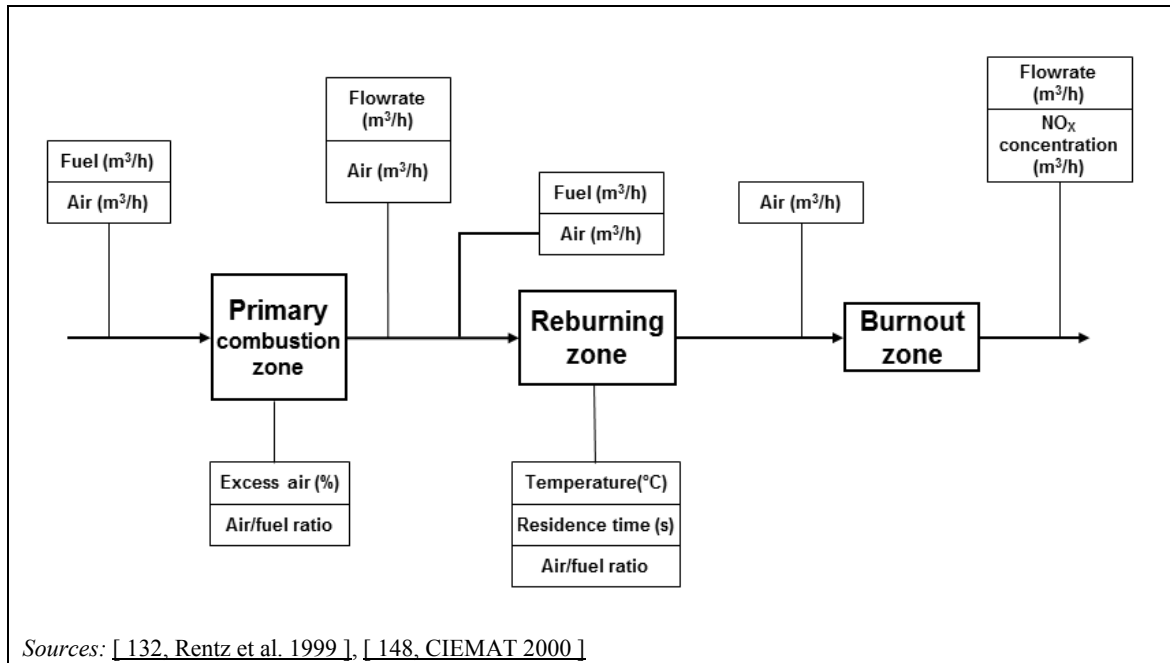 Fuel (m³/h)
Air (m³/h)
Flowrate
(m³/h)
Air (m³/h)
Fuel (m³/h)
Air (m³/h)
Air (m³/h)
Flowrate
(m³/h)
NOX
concentration
(m³/h)
Primary
combustion
zone
Reburning
zone
Burnout
zone
Excess air (%)
Air/fuel ratio
Temperature(°C)
Residence time (s)
Air/fuel ratio
Sources: [ 132, Rentz et al. 1999 ], [ 148, CIEMAT 2000 ]